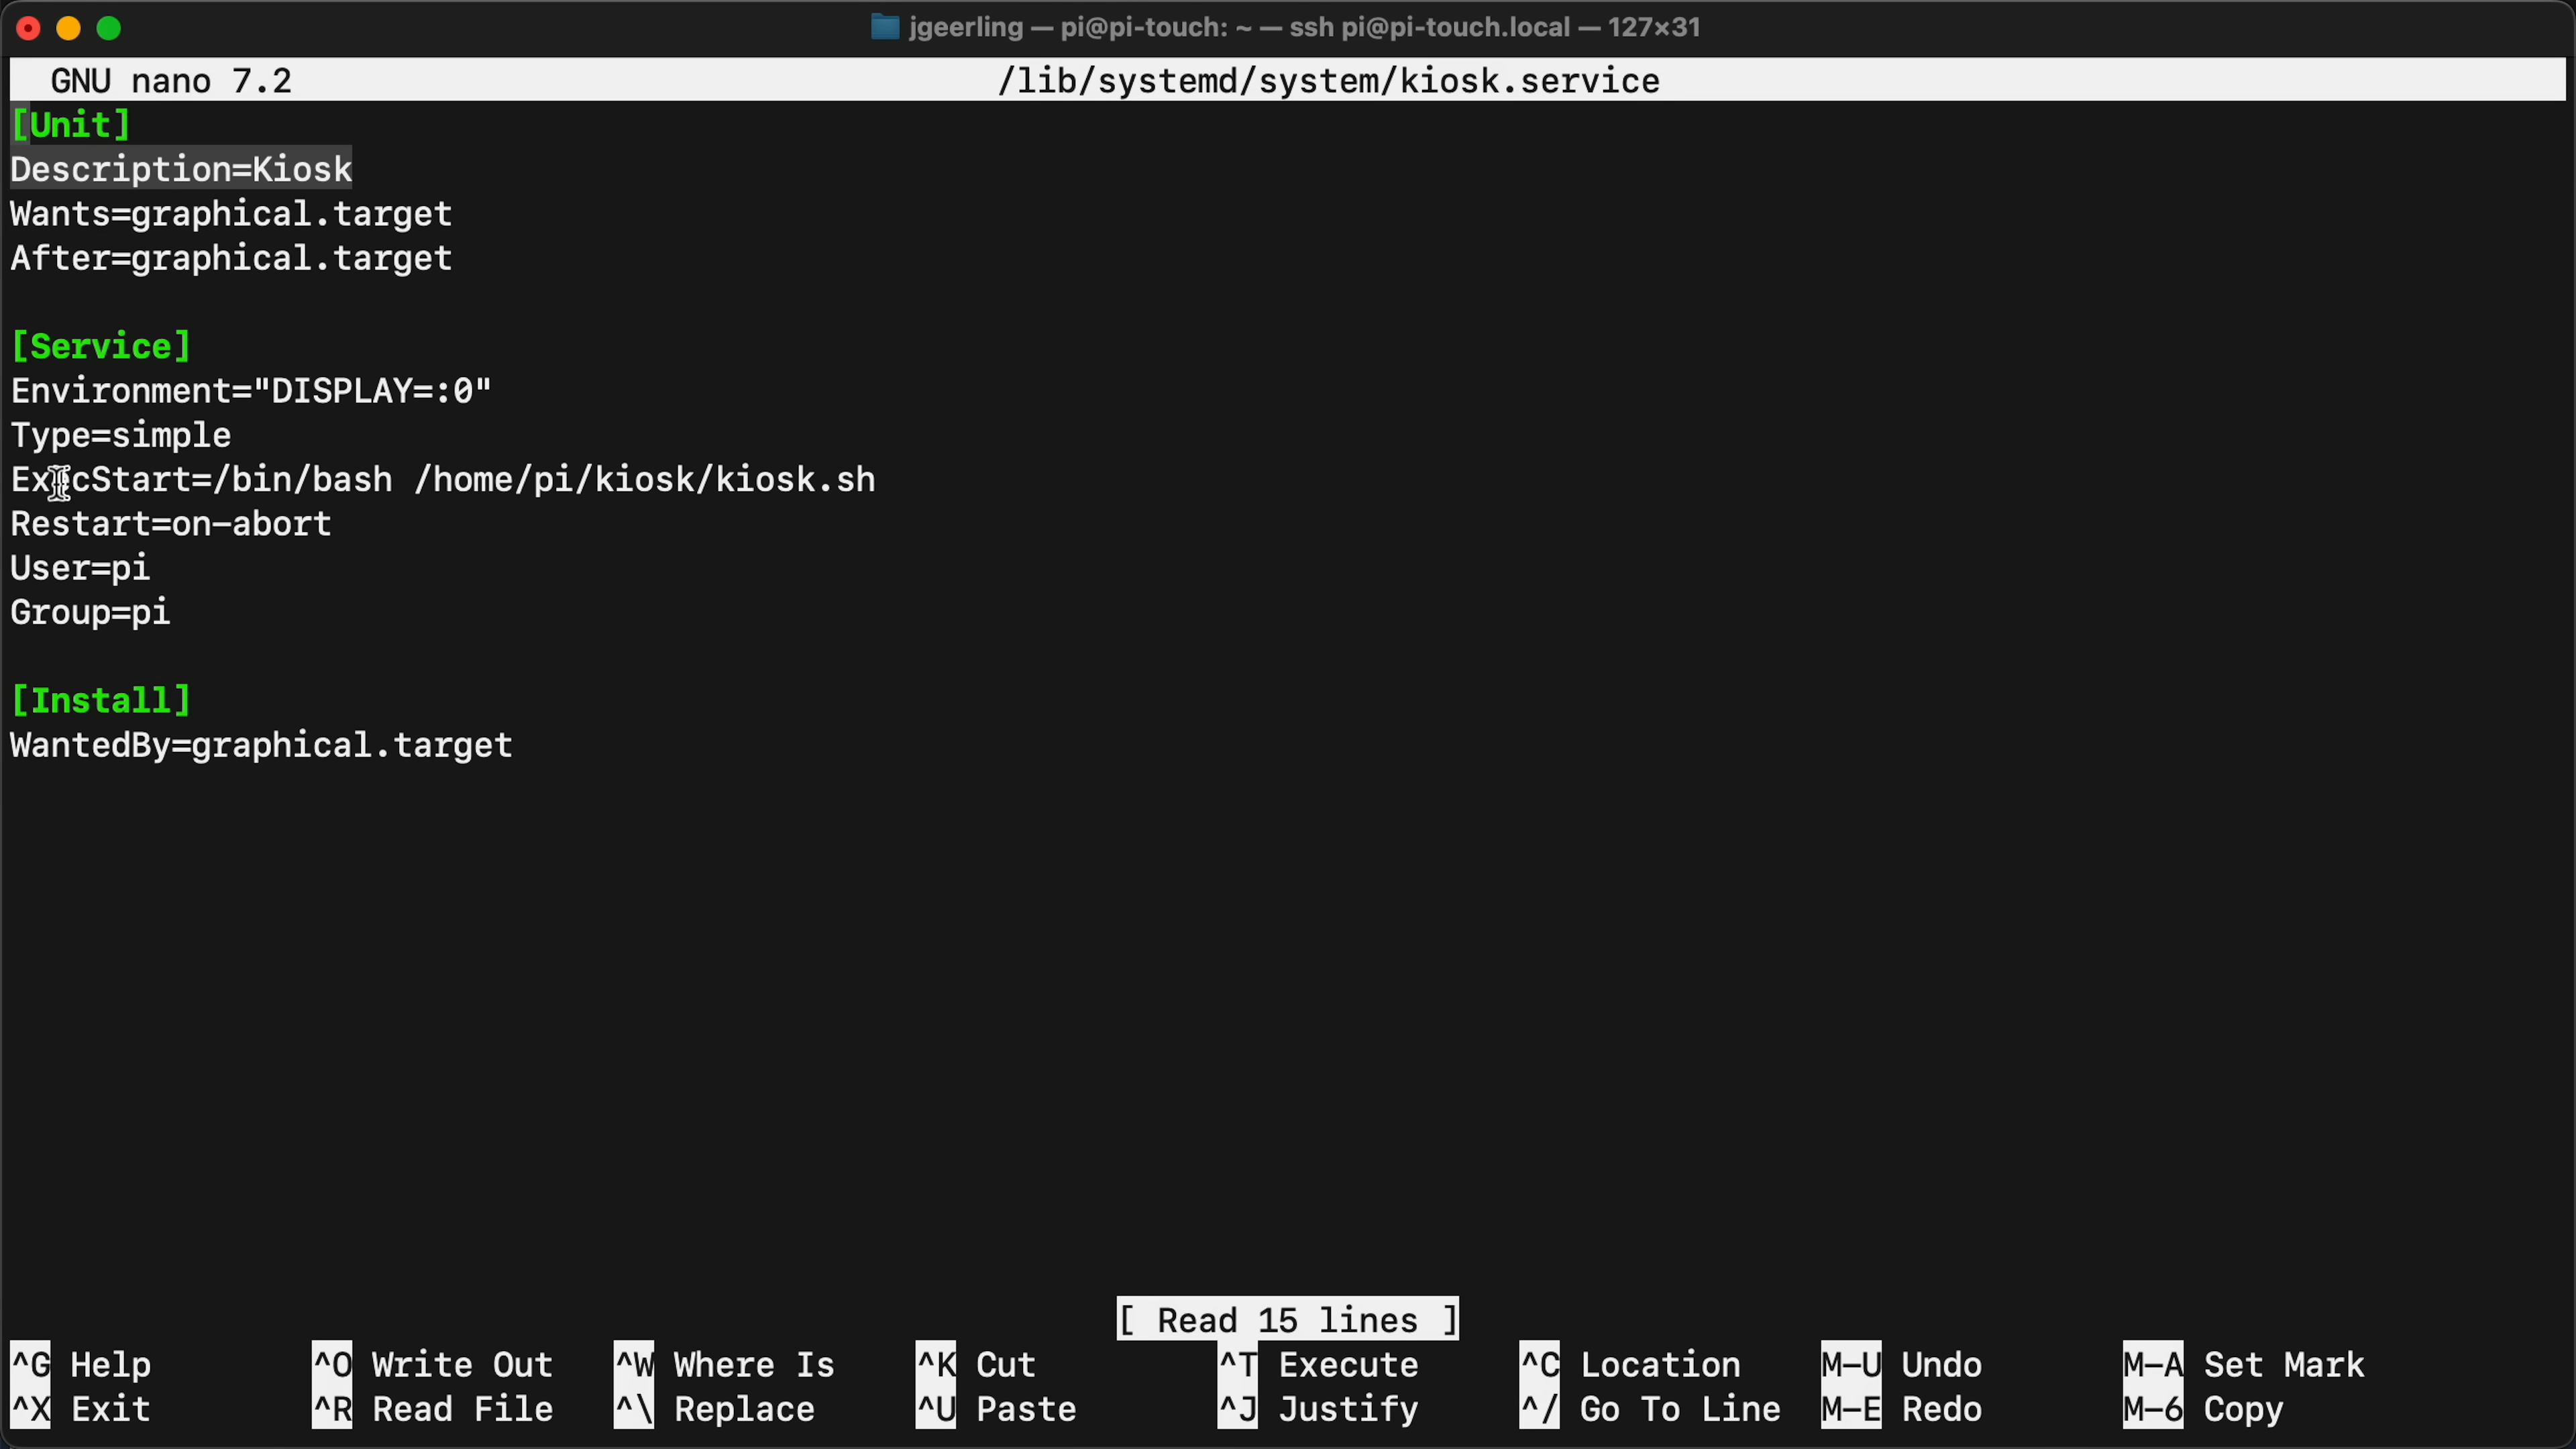 jgeerling — pi@pi-touch: ~ — ssh pi@pi-touch.local — 127×31
GNU nano 7.2 /lib/systemd/system/kiosk.service
[Unit]
Description=Kiosk
Wants=graphical.target
After=graphical.target
[Service]
Environment="DISPLAY=:0"
Type=simple
ExecStart=/bin/bash /home/pi/kiosk/kiosk.sh
Restart=on-abort
User=pi
Group=pi
[Install]
WantedBy=graphical.target
[ Read 15 lines ]
^G Help ^O Write Out ^W Where Is ^K Cut ^T Execute ^C Location M-U Undo M-A Set Mark
^X Exit ^R Read File ^\ Replace ^U Paste ^J Justify ^/ Go To Line M-E Redo M-6 Copy